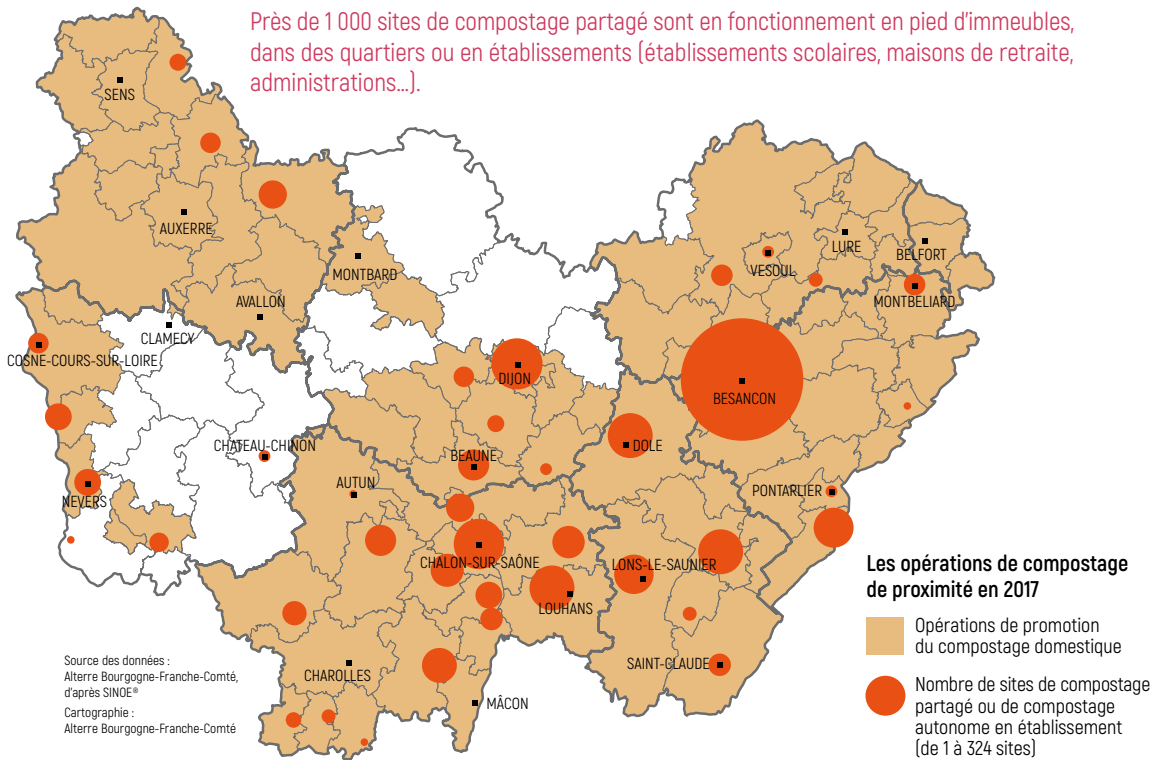 Près de 1 000 sites de compostage partagé sont en fonctionnement en pied d'immeubles,
dans des quartiers ou en établissements (établissements scolaires, maisons de retraite,
administrations...).
SENS
AUXERRE
MONTBARD
AVALLON
CLAMECY
COSNE-COURS-SUR-LOIRE
CHATEAU-CHINON
NEVERS
AUTUN
DIJON
BEAUNE
VESOUL
LURE
BELFORT
MONTBELIARD
BESANCON
DOLE
PONTARLIER
CHALON-SUR-SAÔNE
LONS-LE-SAUNIER
LOUHANS
SAINT-CLAUDE
CHAROLLES
MÂCON
Source des données :
Alterre Bourgogne-Franche-Comté,
d'après SINOE®
Cartographie :
Alterre Bourgogne-Franche-Comté
Les opérations de compostage
de proximité en 2017
Opérations de promotion
du compostage domestique
Nombre de sites de compostage
partagé ou de compostage
autonome en établissement
(de 1 à 324 sites)